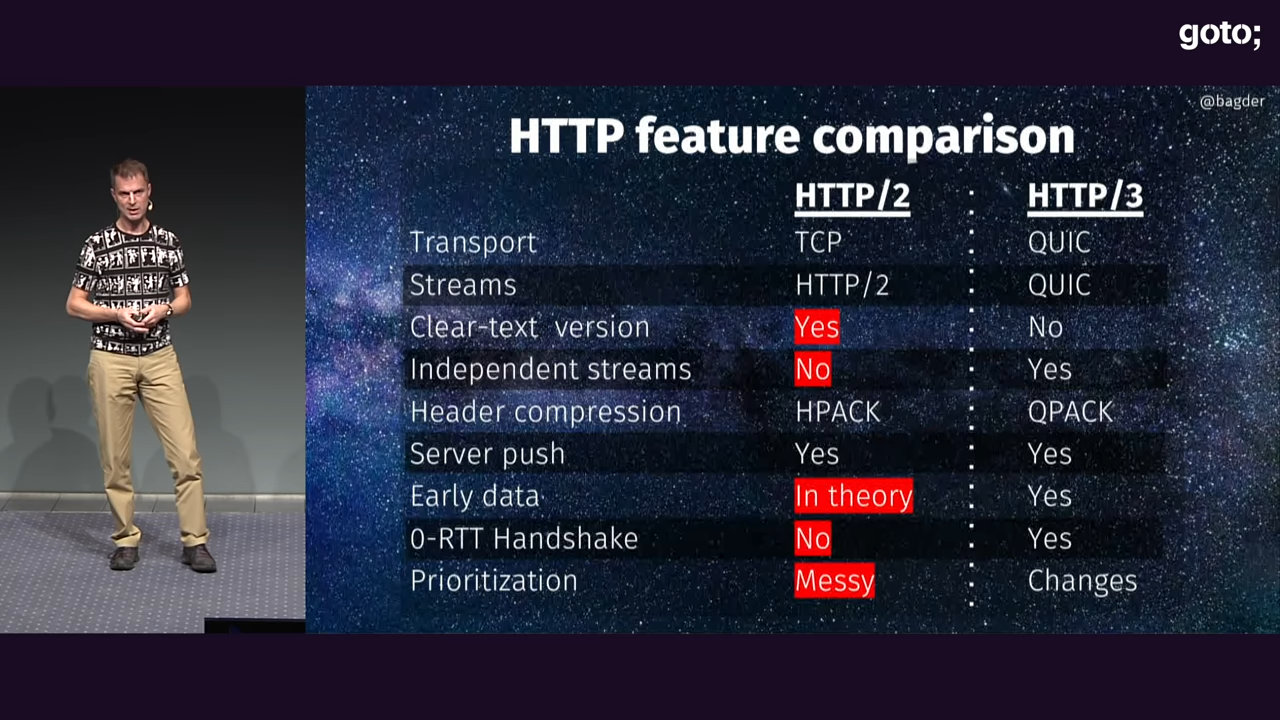 goto;
@bagder
HTTP feature comparison
HTTP/2 HTTP/3
Transport TCP QUIC
Streams HTTP/2 QUIC
Clear-text version Yes No
Independent streams No Yes
Header compression HPACK QPACK
Server push Yes Yes
Early data In theory Yes
0-RTT Handshake No Yes
Prioritization Messy Changes